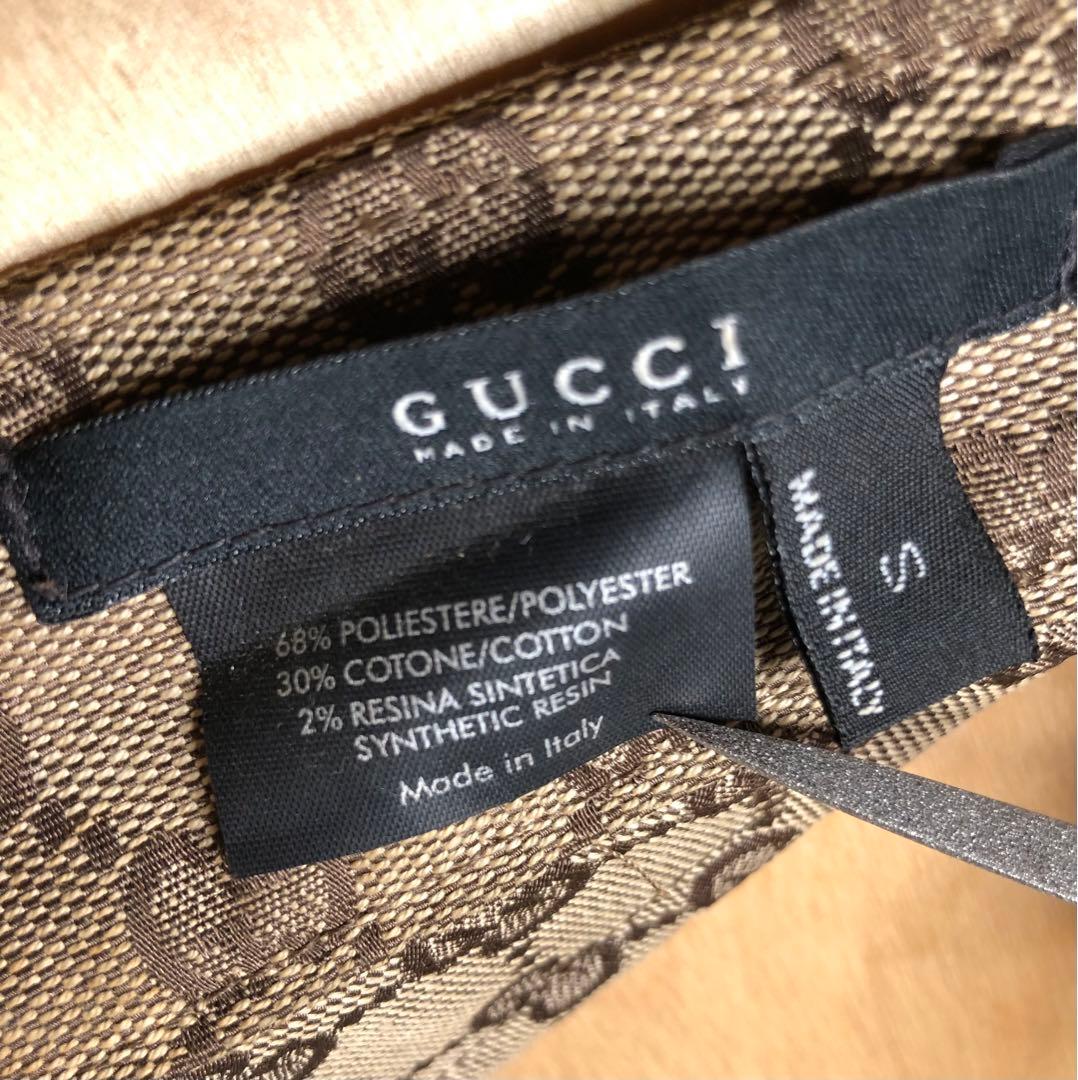 GUCCI
MADE IN ITALY
68% POLIESTERE/POLYESTER
30% COTONE/COTTON
2% RESINA SINTETICA
SYNTHETIC RESIN
Made in Italy
S
MADE IN ITALY